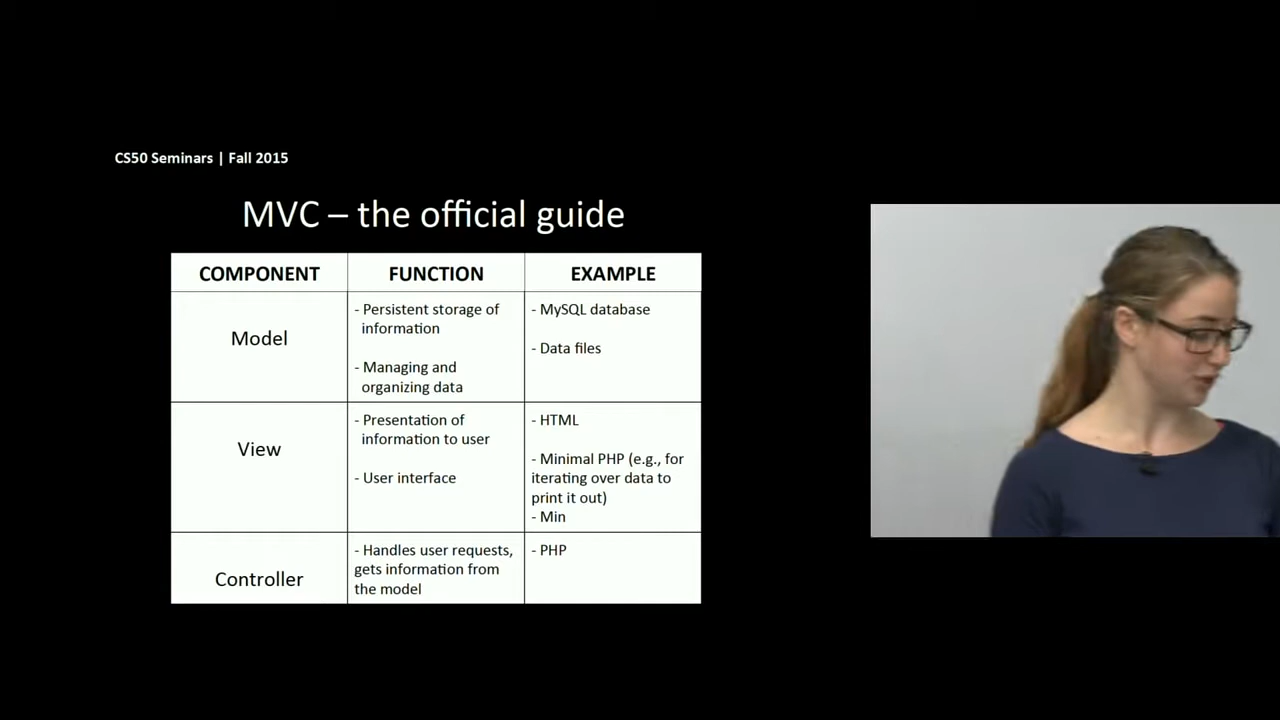 CS50 Seminars | Fall 2015
MVC – the official guide
COMPONENT
FUNCTION
EXAMPLE
Model
- Persistent storage of
information
- Managing and
organizing data
- MySQL database
- Data files
View
- Presentation of
information to user
- User interface
- HTML
- Minimal PHP (e.g., for
iterating over data to
print it out)
- Min
Controller
- Handles user requests,
gets information from
the model
- PHP